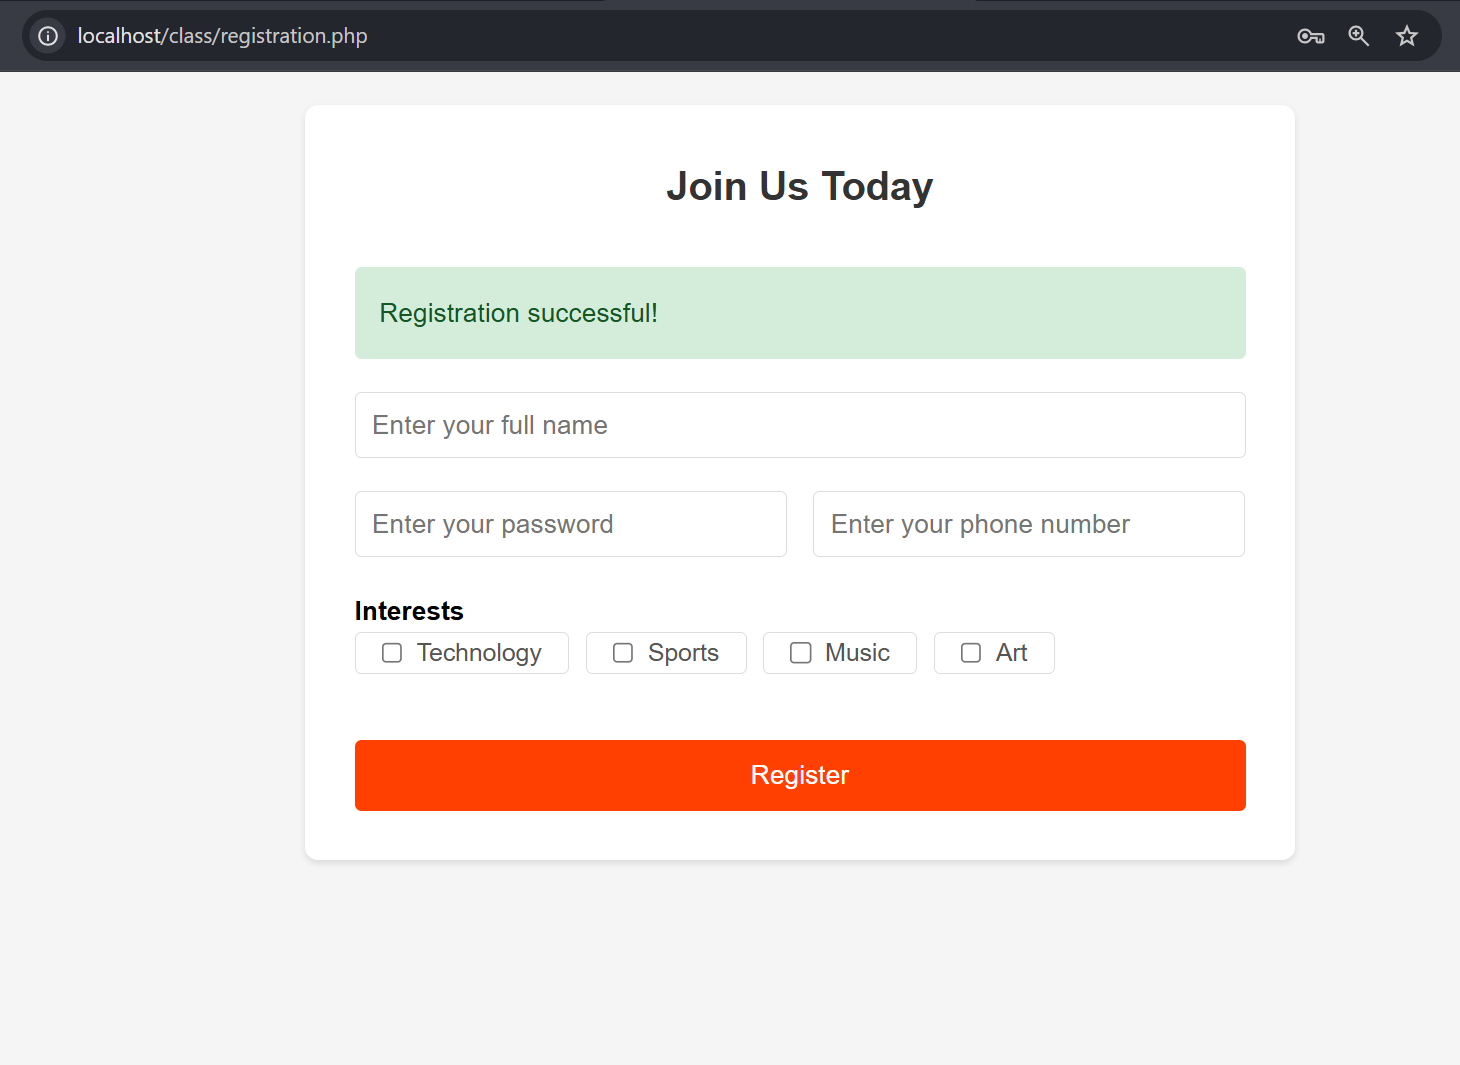 localhost/class/registration.php
Join Us Today
Registration successful!
Enter your full name
Enter your password Enter your phone number
Interests
Technology Sports Music Art
Register